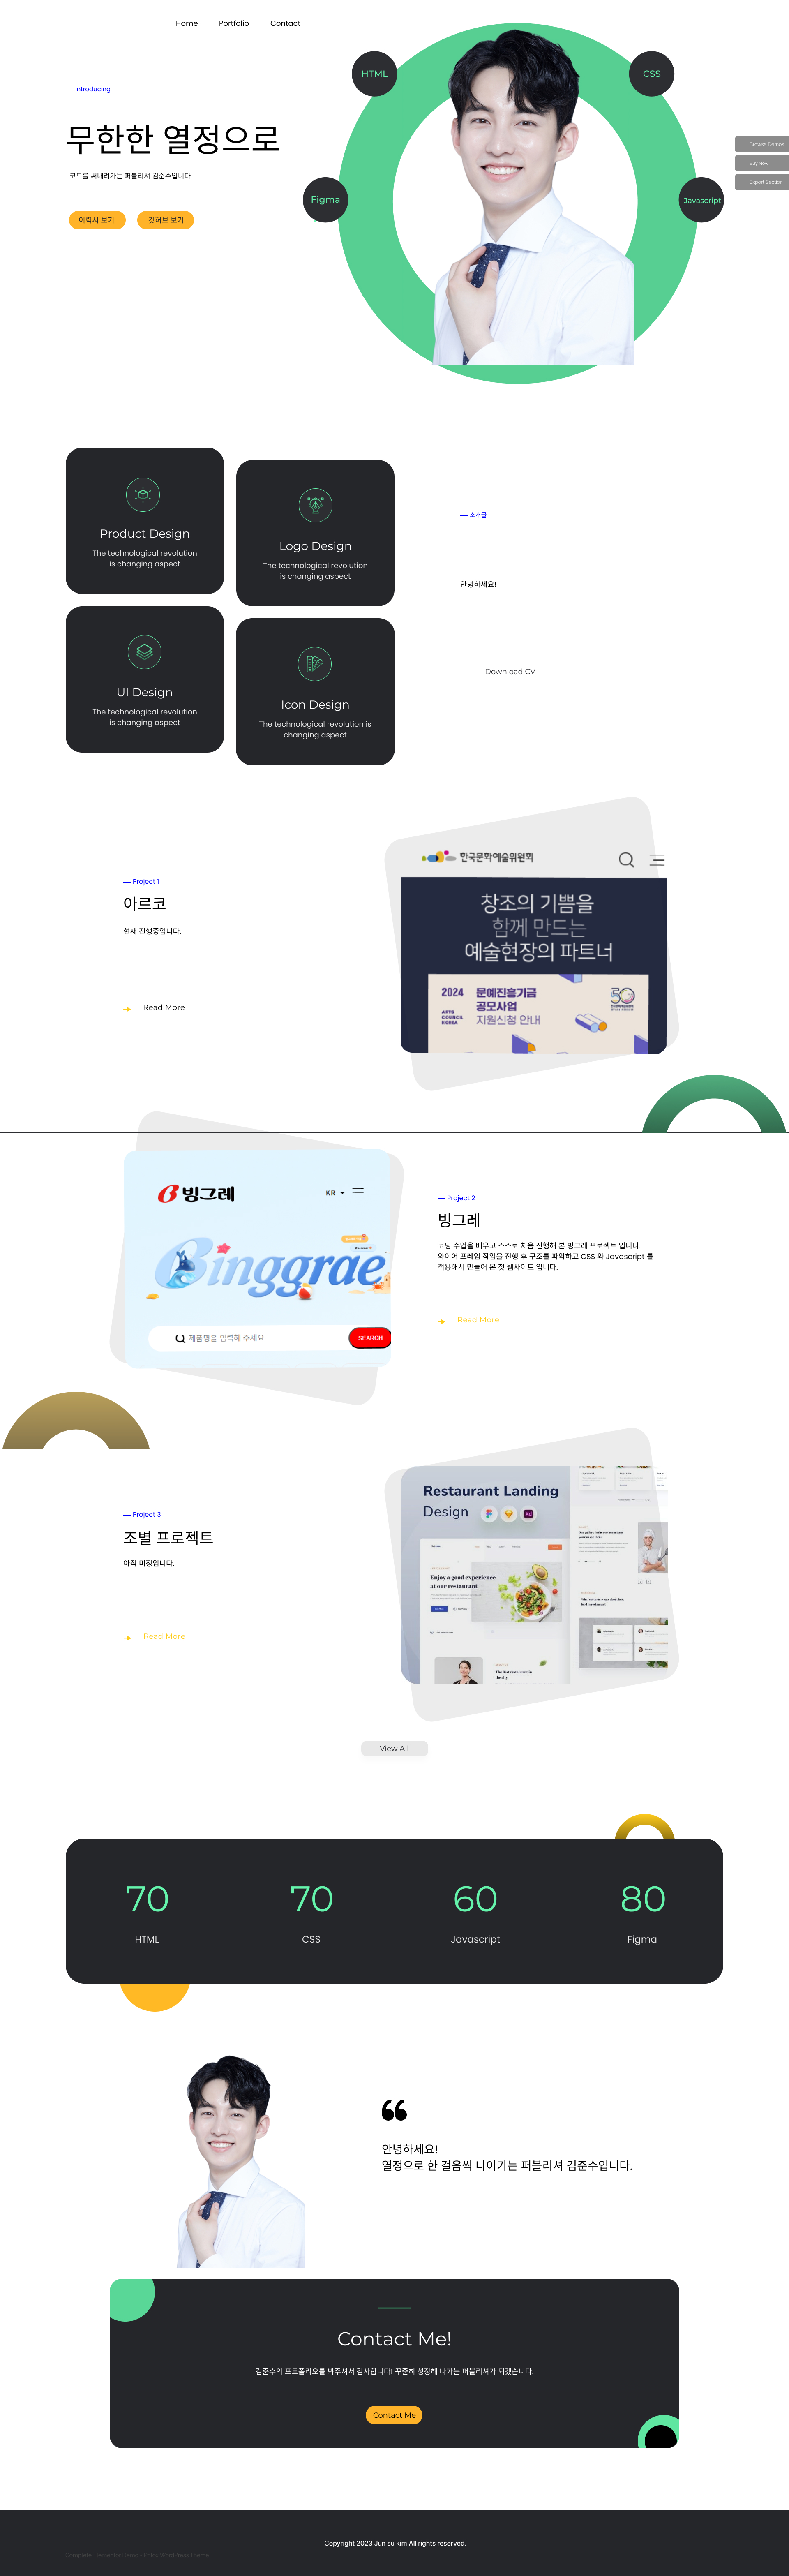 Home
Portfolio
Contact
Introducing
무한한 열정으로
코드를 써내려가는 퍼블리셔 김준수입니다.
이력서 보기
깃허브 보기
HTML
CSS
Figma
Javascript
Browse Demos
Buy Now!
Export Section
Product Design
The technological revolution
is changing aspect
Logo Design
The technological revolution
is changing aspect
UI Design
The technological revolution
is changing aspect
Icon Design
The technological revolution is
changing aspect
소개글
안녕하세요!
Download CV
Project 1
아르코
현재 진행중입니다.
Read More
한국문화예술위원회
창조의 기쁨을
함께 만드는
예술현장의 파트너
2024
ARTS
COUNCIL
KOREA
문예진흥기금
공모사업
지원신청 안내
50
빙그레
KR
Binggrae
제품명을 입력해 주세요
SEARCH
Project 2
빙그레
코딩 수업을 배우고 스스로 처음 진행해 본 빙그레 프로젝트 입니다.
와이어 프레임 작업을 진행 후 구조를 파악하고 CSS 와 Javascript 를
적용해서 만들어 본 첫 웹사이트 입니다.
Read More
Project 3
조별 프로젝트
아직 미정입니다.
Read More
Restaurant Landing
Design
Xd
Enjoy a good experience
at our restaurant
The Best restaurant in
the city
View All
70
HTML
70
CSS
60
Javascript
80
Figma
안녕하세요!
열정으로 한 걸음씩 나아가는 퍼블리셔 김준수입니다.
Contact Me!
김준수의 포트폴리오를 봐주셔서 감사합니다! 꾸준히 성장해 나가는 퍼블리셔가 되겠습니다.
Contact Me
Copyright 2023 Jun su kim All rights reserved.